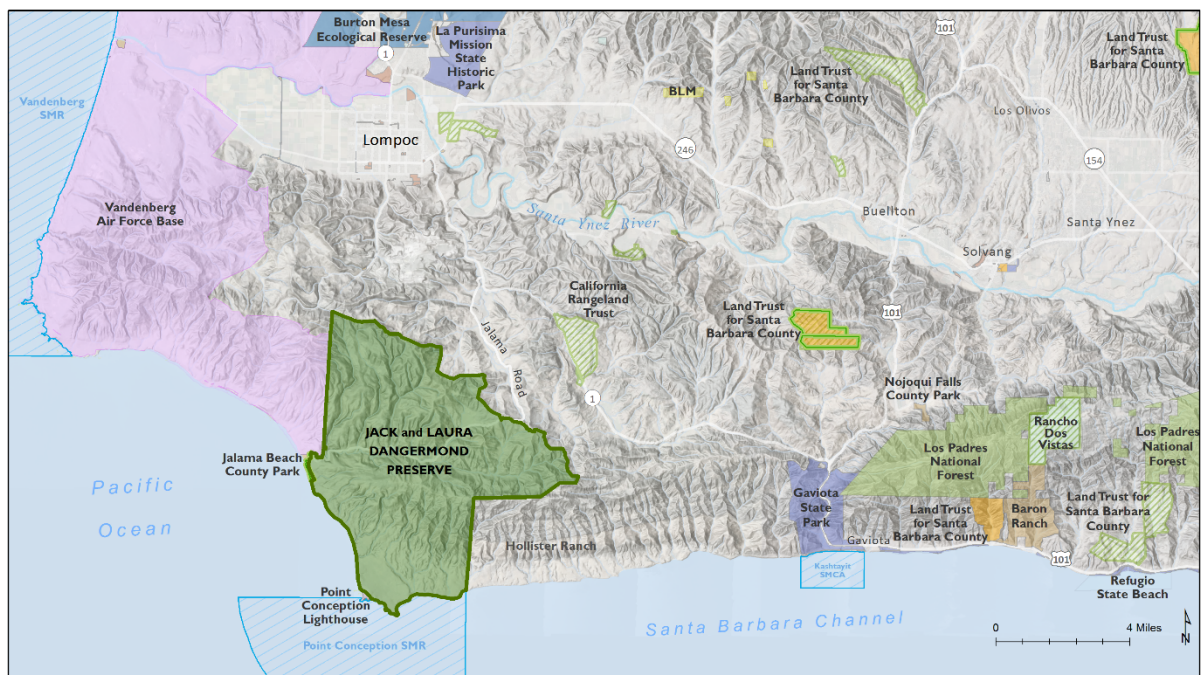 Burton Mesa
Ecological Reserve
La Purisima
Mission
State
Historic
Park
1
101
Land Trust
for Santa
Barbara County
Land Trust
for Santa
Barbara County
Vandenberg
SMR
BLM
Los Olivos
Lompoc
246
154
Vandenberg
Air Force Base
Santa Ynez River
Buellton
Santa Ynez
Solvang
California
Rangeland
Trust
Land Trust
for Santa
Barbara County
101
Jalama
Road
Nojoqui Falls
County Park
1
JACK and LAURA
DANGERMOND
PRESERVE
Rancho
Dos
Vistas
Los Padres
National
Forest
Los Padres
National
Forest
Jalama Beach
County Park
Pacific
Ocean
Gaviota
State
Park
Land Trust
for Santa
Barbara County
Baron
Ranch
Land Trust for
Santa Barbara
County
Hollister Ranch
Gaviota
101
Kashtayit
SMCA
Refugio
State Beach
Point
Conception
Lighthouse
Point Conception SMR
Santa Barbara Channel
0 4 Miles
N